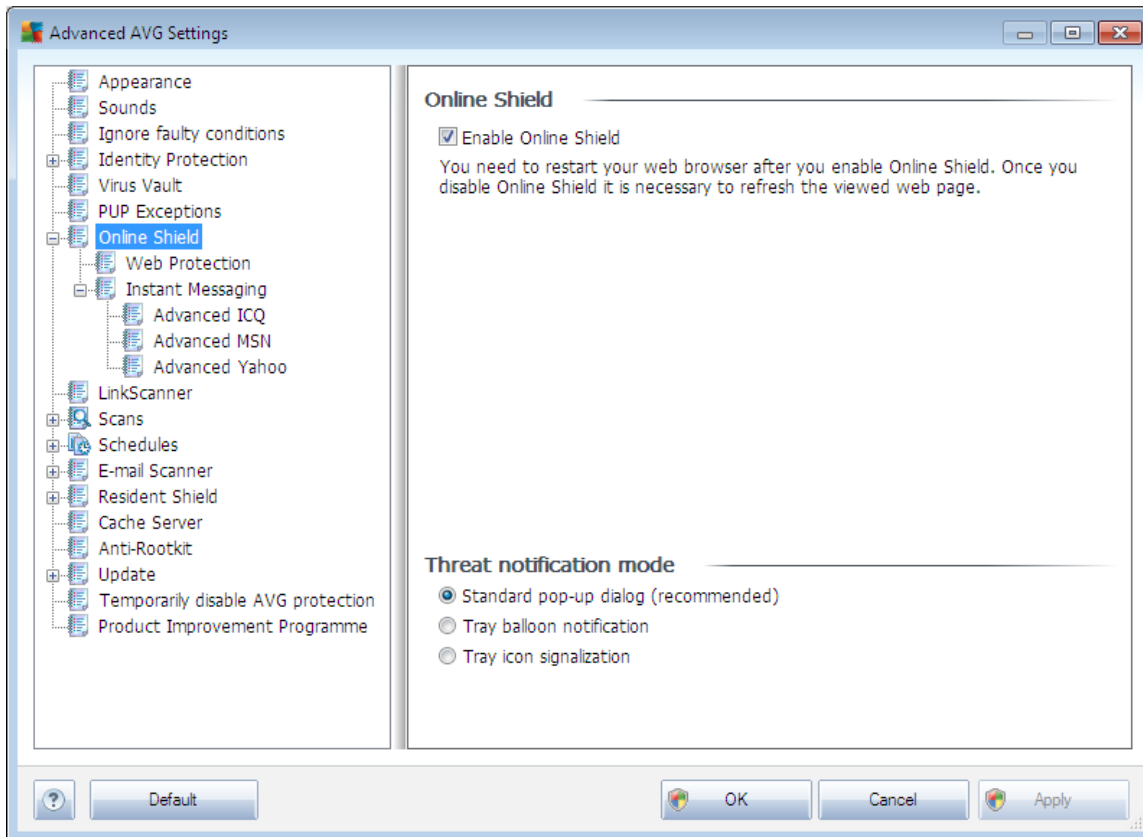 Advanced AVG Settings
Appearance
Sounds
Ignore faulty conditions
Identity Protection
Virus Vault
PUP Exceptions
Online Shield
Web Protection
Instant Messaging
Advanced ICQ
Advanced MSN
Advanced Yahoo
LinkScanner
Scans
Schedules
E-mail Scanner
Resident Shield
Cache Server
Anti-Rootkit
Update
Temporarily disable AVG protection
Product Improvement Programme
Online Shield
Enable Online Shield
You need to restart your web browser after you enable Online Shield. Once you
disable Online Shield it is necessary to refresh the viewed web page.
Threat notification mode
Standard pop-up dialog (recommended)
Tray balloon notification
Tray icon signalization
?
Default
OK
Cancel
Apply